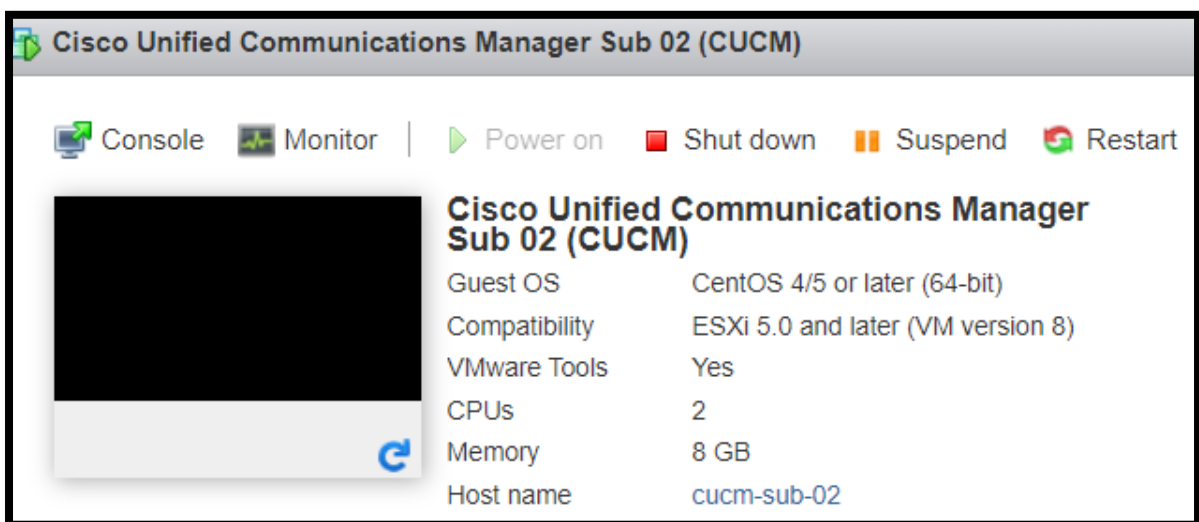 Cisco Unified Communications Manager Sub 02 (CUCM)
Console Monitor Power on Shut down Suspend Restart
Cisco Unified Communications Manager
Sub 02 (CUCM)
Guest OS CentOS 4/5 or later (64-bit)
Compatibility ESXi 5.0 and later (VM version 8)
VMware Tools Yes
CPUs 2
Memory 8 GB
Host name cucm-sub-02